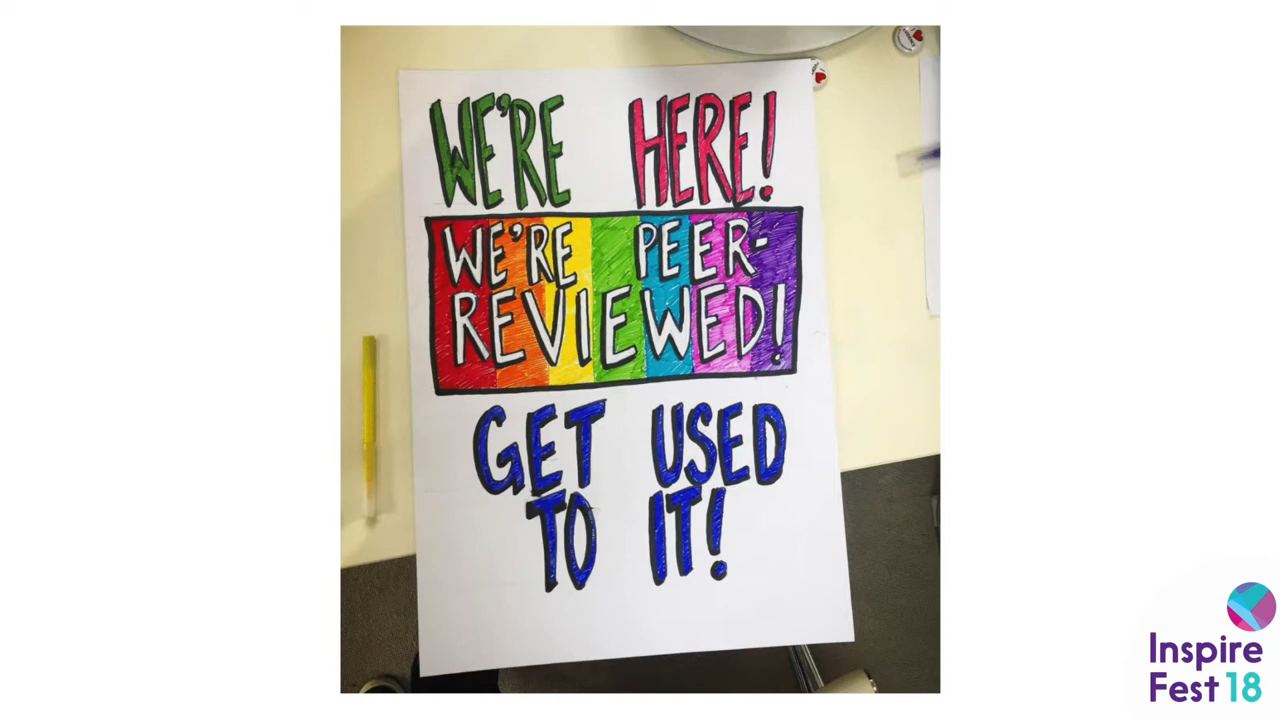 WE'RE HERE!
WE'RE PEER-
REVIEWED!
GET USED
TO IT!
Inspire
Fest 18